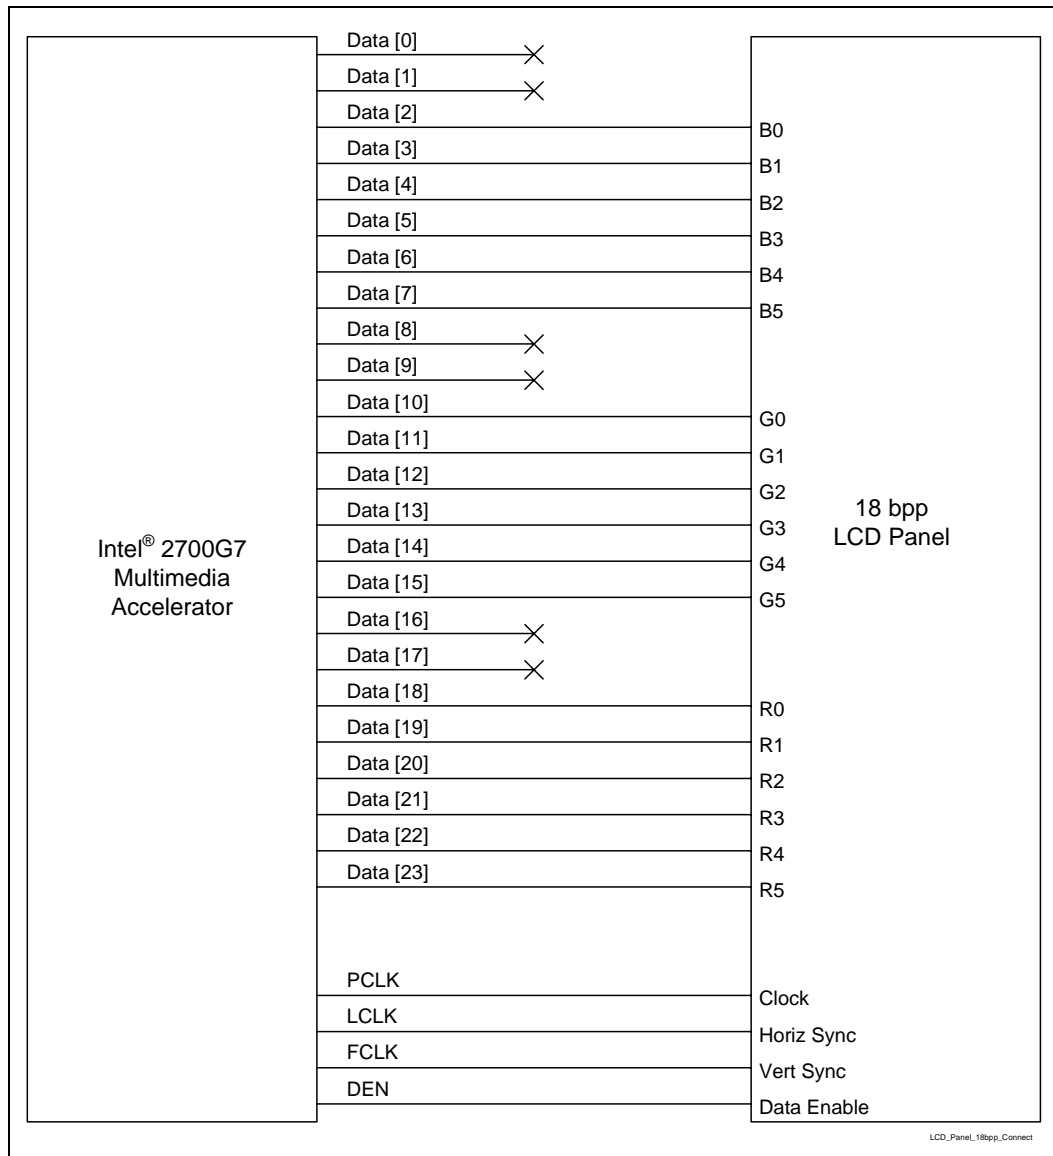 Data [0]
Data [1]
Data [2]
B0
Data [3]
B1
Data [4]
B2
Data [5]
B3
Data [6]
B4
Data [7]
B5
Data [8]
Data [9]
Data [10]
G0
Data [11]
G1
Data [12]
G2
Data [13]
G3
Data [14]
G4
Data [15]
G5
Data [16]
Data [17]
Data [18]
R0
Data [19]
R1
Data [20]
R2
Data [21]
R3
Data [22]
R4
Data [23]
R5
PCLK
Clock
LCLK
Horiz Sync
FCLK
Vert Sync
DEN
Data Enable
Intel® 2700G7
Multimedia
Accelerator
18 bpp
LCD Panel
LCD_Panel_18bpp_Connect